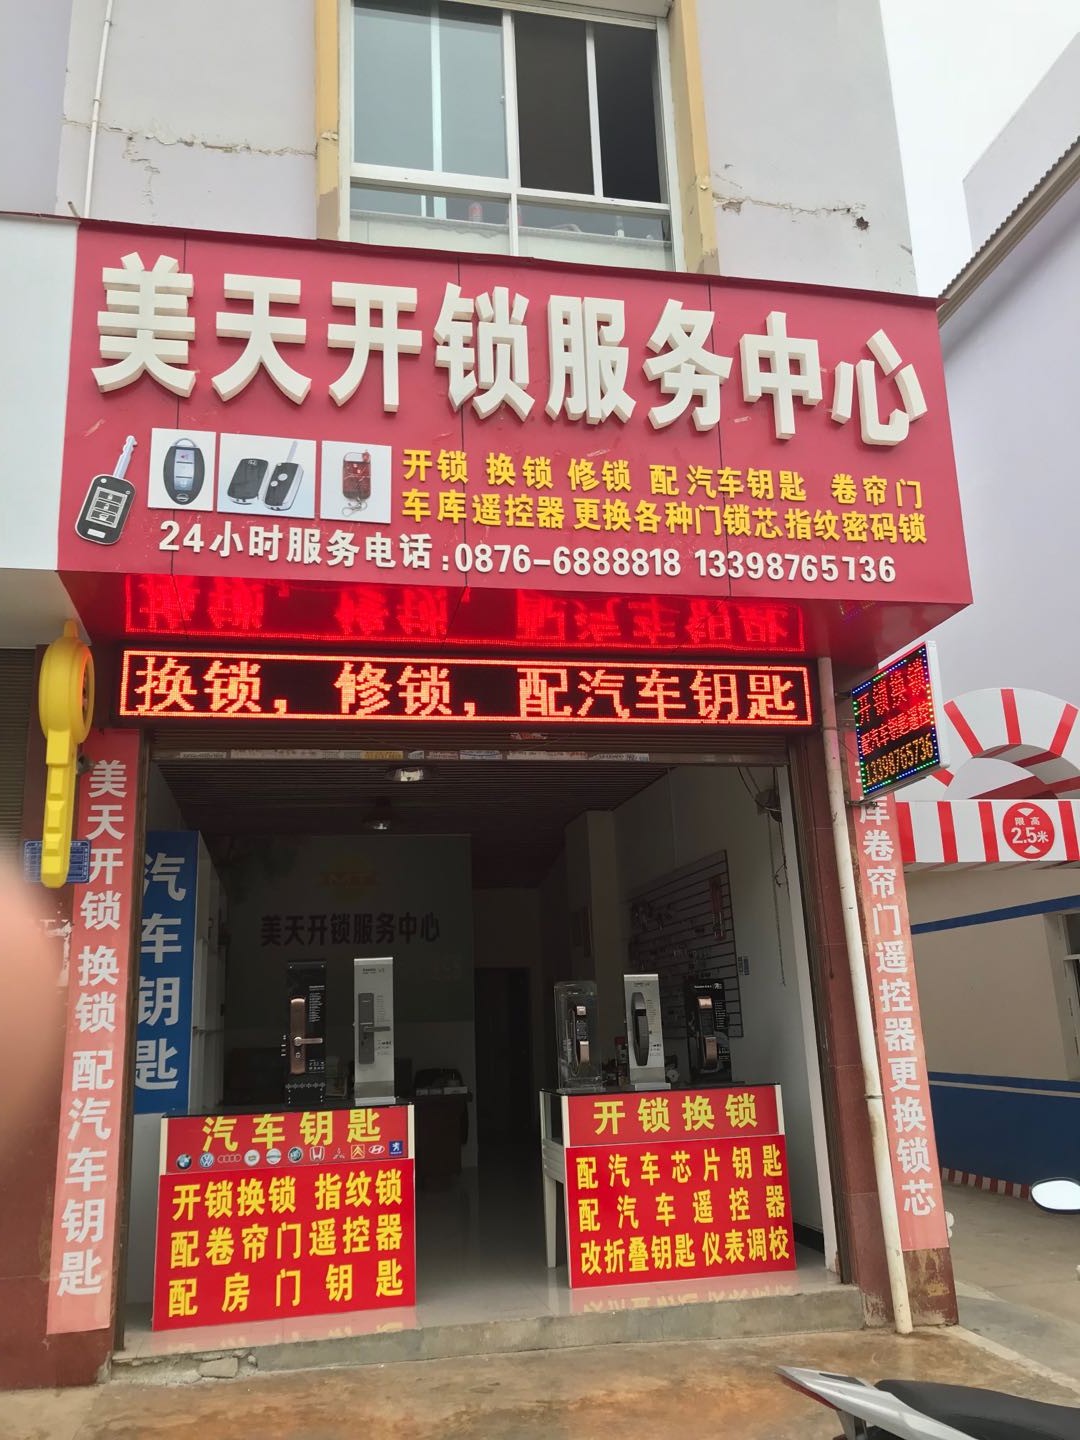 美天开锁服务中心
开锁 换锁 修锁 配汽车钥匙 卷帘门
车库遥控器 更换各种门锁芯指纹密码锁
24小时服务电话:0876-6888818 13398765736
换锁，修锁，配汽车钥匙
13398765736
限高
2.5米
美天开锁 换锁 配汽车钥匙
汽车钥匙
美天开锁服务中心
库卷帘门遥控器更换锁芯
汽车钥匙
开锁换锁 指纹锁
配卷帘门遥控器
配房门钥匙
开锁换锁
配汽车芯片钥匙
配汽车遥控器
改折叠钥匙仪表调校